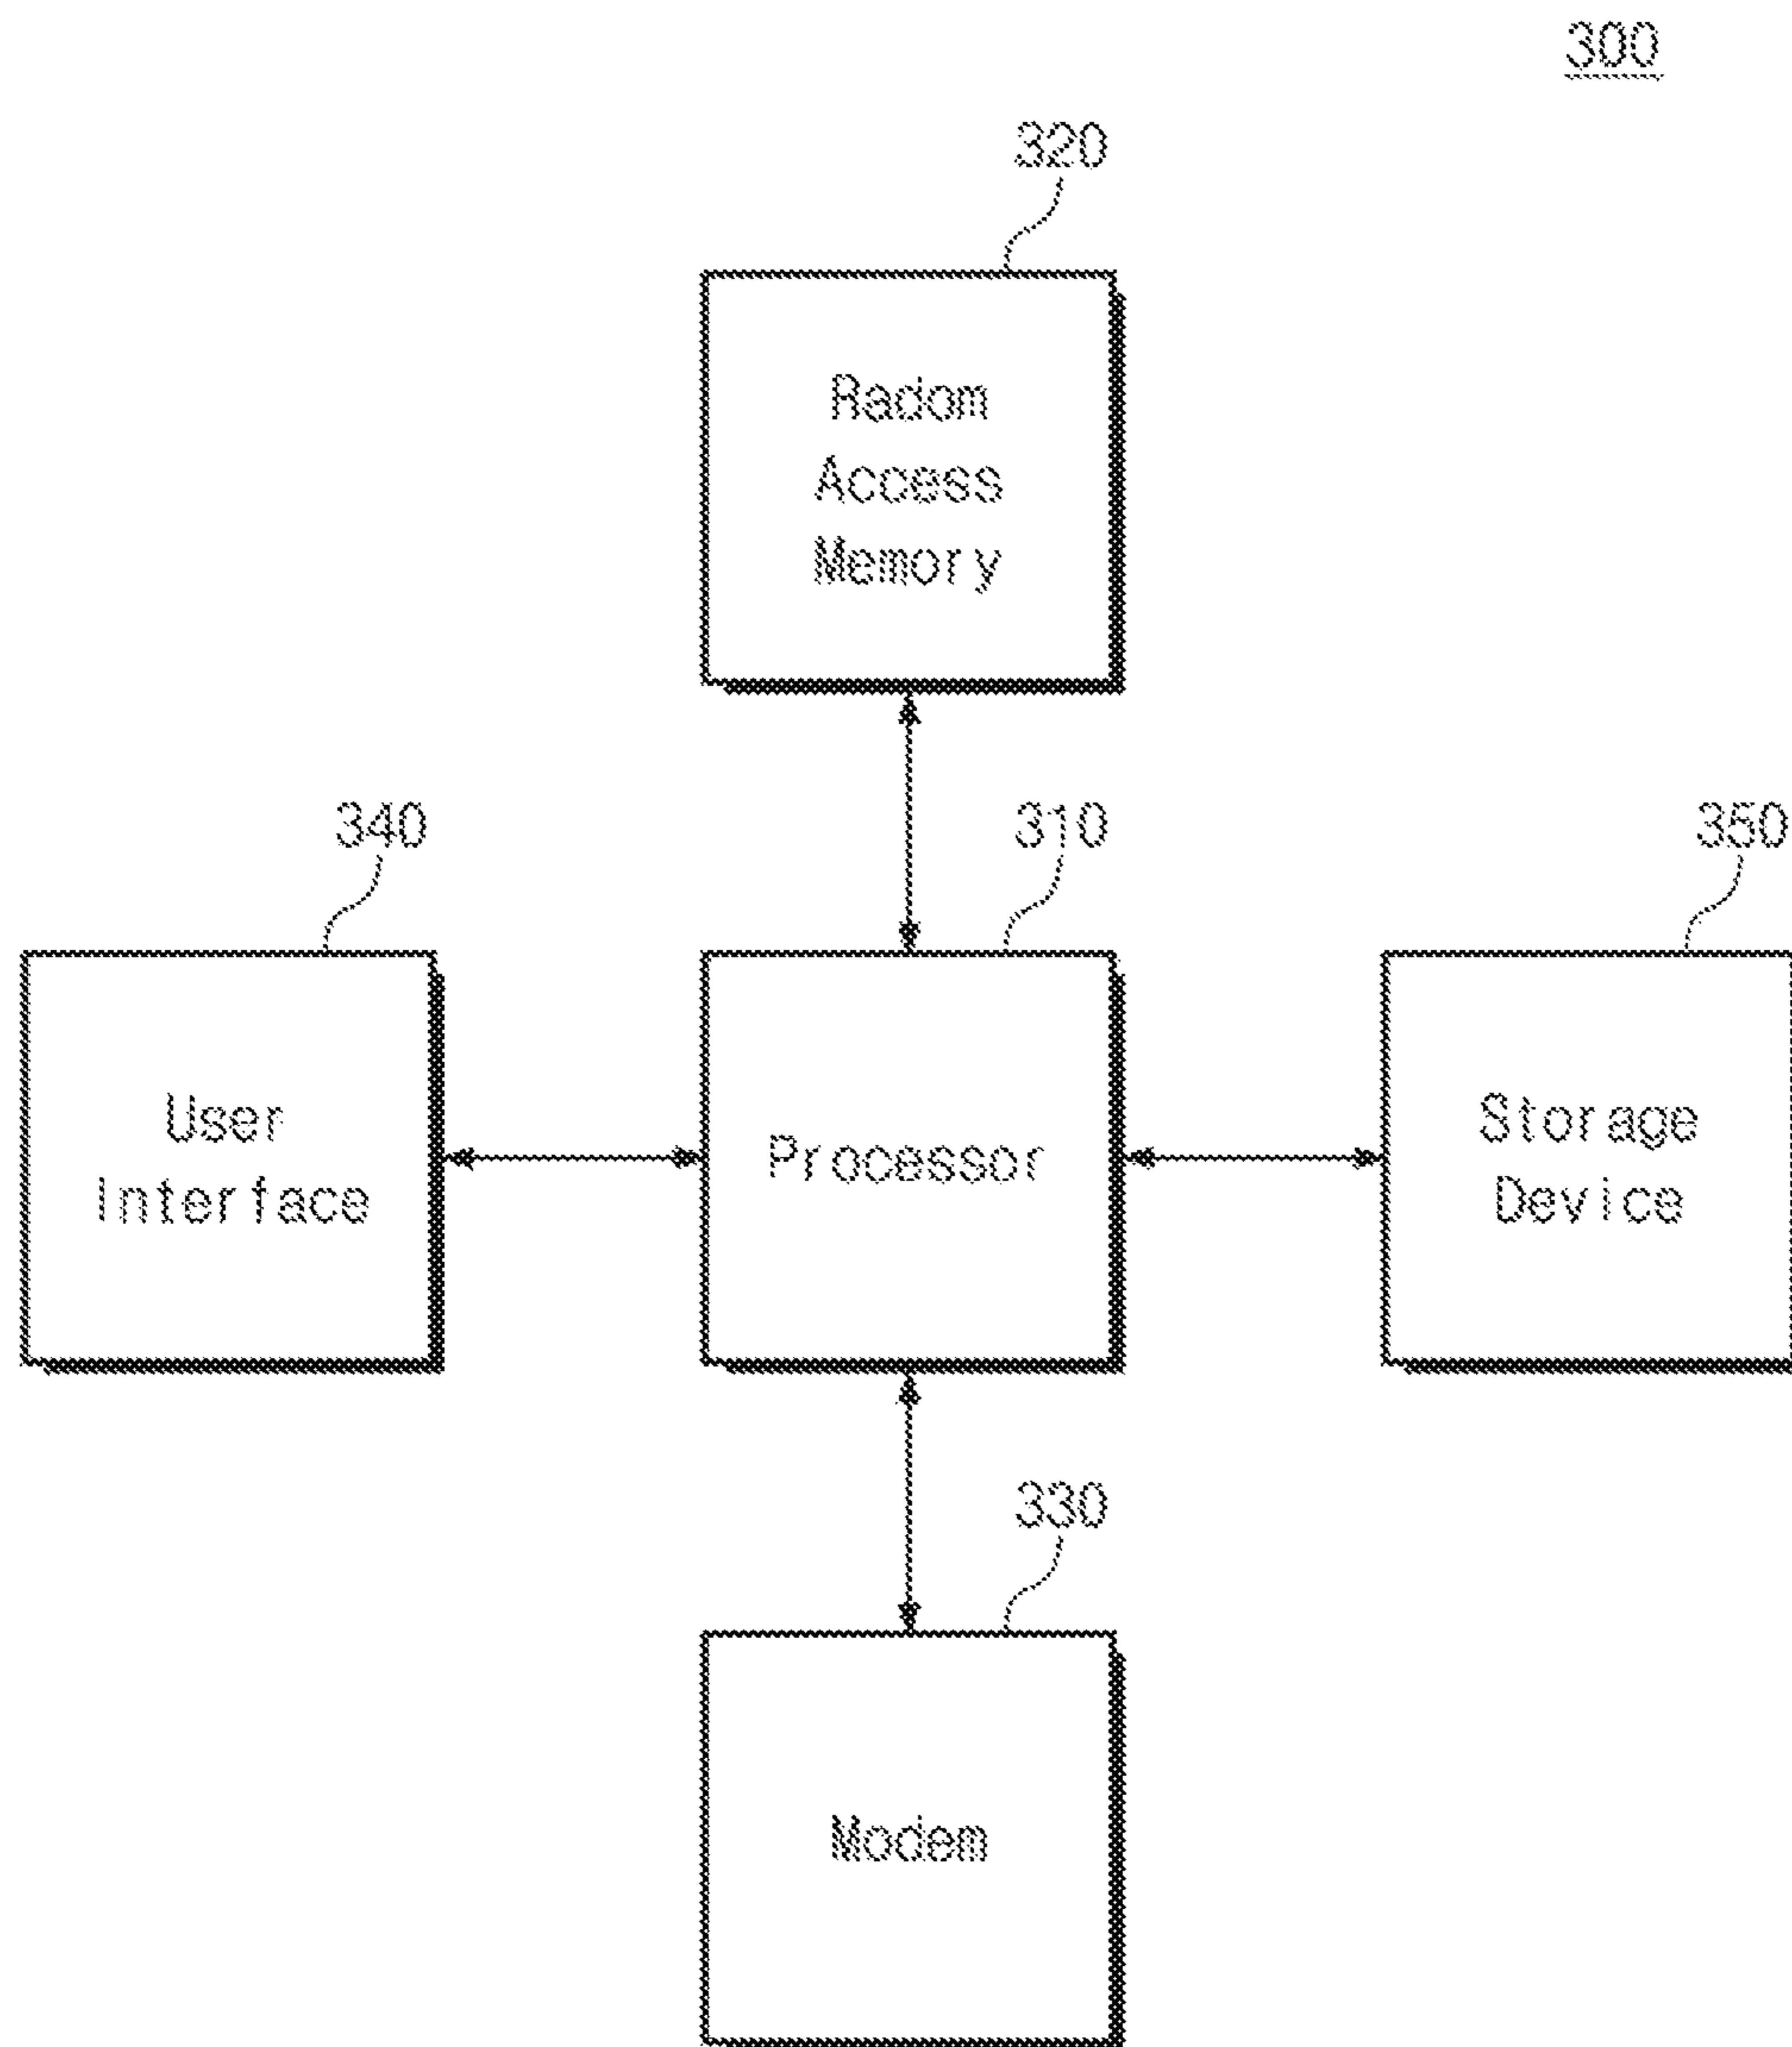 300
320
Radom
Access
Memory
340
310
350
User
Interface
Processor
Storage
Device
330
Modem